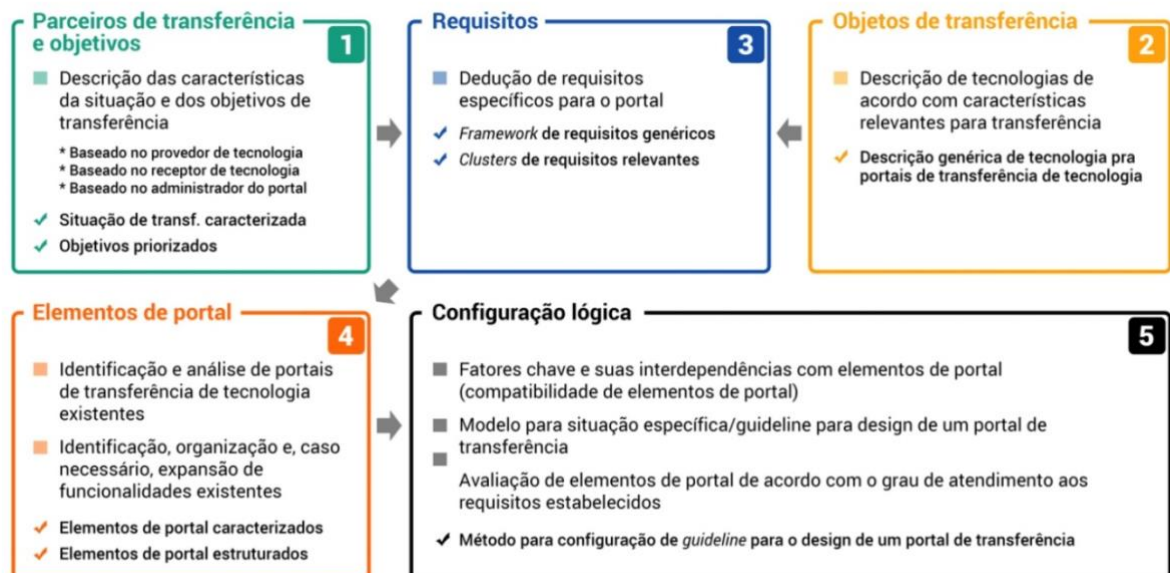 Parceiros de transferência
e objetivos
1
Descrição das características
da situação e dos objetivos de
transferência
* Baseado no provedor de tecnologia
* Baseado no receptor de tecnologia
* Baseado no administrador do portal
Situação de transf. caracterizada
Objetivos priorizados
Requisitos
3
Dedução de requisitos
específicos para o portal
Framework de requisitos genéricos
Clusters de requisitos relevantes
Objetos de transferência
2
Descrição de tecnologias de
acordo com características
relevantes para transferência
Descrição genérica de tecnologia pra
portais de transferência de tecnologia
Elementos de portal
4
Identificação e análise de portais
de transferência de tecnologia
existentes
Identificação, organização e, caso
necessário, expansão de
funcionalidades existentes
Elementos de portal caracterizados
Elementos de portal estruturados
Configuração lógica
5
Fatores chave e suas interdependências com elementos de portal
(compatibilidade de elementos de portal)
Modelo para situação específica/guideline para design de um portal de
transferência
Avaliação de elementos de portal de acordo com o grau de atendimento aos
requisitos estabelecidos
Método para configuração de guideline para o design de um portal de transferência